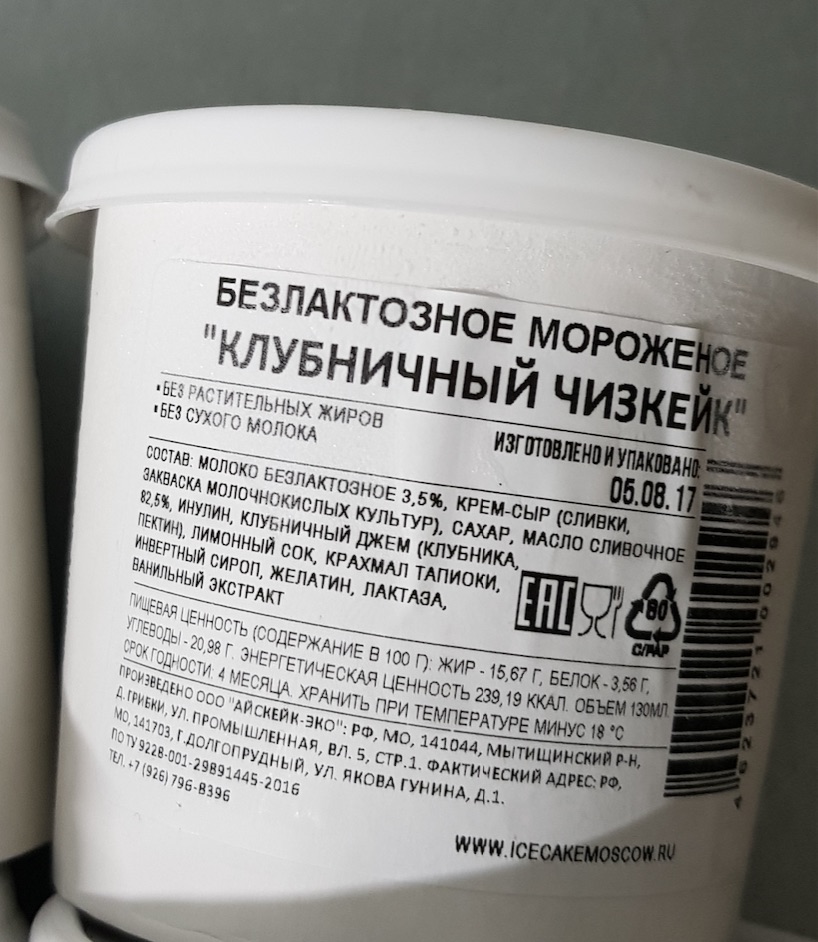 БЕЗЛАКТОЗНОЕ МОРОЖЕНОЕ
"КЛУБНИЧНЫЙ ЧИЗКЕЙК"
▪БЕЗ РАСТИТЕЛЬНЫХ ЖИРОВ
▪БЕЗ СУХОГО МОЛОКА
ИЗГОТОВЛЕНО И УПАКОВАНО:
05.08.17
СОСТАВ: МОЛОКО БЕЗЛАКТОЗНОЕ 3,5%, КРЕМ-СЫР (СЛИВКИ,
ЗАКВАСКА МОЛОЧНОКИСЛЫХ КУЛЬТУР), САХАР, МАСЛО СЛИВОЧНОЕ
82,5%, ИНУЛИН, КЛУБНИЧНЫЙ ДЖЕМ (КЛУБНИКА,
ПЕКТИН), ЛИМОННЫЙ СОК, КРАХМАЛ ТАПИОКИ,
ИНВЕРТНЫЙ СИРОП, ЖЕЛАТИН, ЛАКТАЗА,
ВАНИЛЬНЫЙ ЭКСТРАКТ
EAC
80
C/PAP
ПИЩЕВАЯ ЦЕННОСТЬ (СОДЕРЖАНИЕ В 100 Г): ЖИР - 15,67 Г, БЕЛОК - 3,56 Г,
УГЛЕВОДЫ - 20,98 Г. ЭНЕРГЕТИЧЕСКАЯ ЦЕННОСТЬ 239,19 ККАЛ. ОБЪЕМ 130МЛ.
СРОК ГОДНОСТИ: 4 МЕСЯЦА. ХРАНИТЬ ПРИ ТЕМПЕРАТУРЕ МИНУС 18 °C
ПРОИЗВЕДЕНО ООО "АЙСКЕЙК-ЭКО": РФ, МО, 141044, МЫТИЩИНСКИЙ Р-Н,
Д. ГРИБКИ, УЛ. ПРОМЫШЛЕННАЯ, ВЛ. 5, СТР.1. ФАКТИЧЕСКИЙ АДРЕС: РФ,
МО, 141703, Г.ДОЛГОПРУДНЫЙ, УЛ. ЯКОВА ГУНИНА, Д.1.
ПО ТУ 9228-001-29891445-2016
ТЕЛ. +7 (926) 796-8396
WWW.ICECAKEMOSCOW.RU